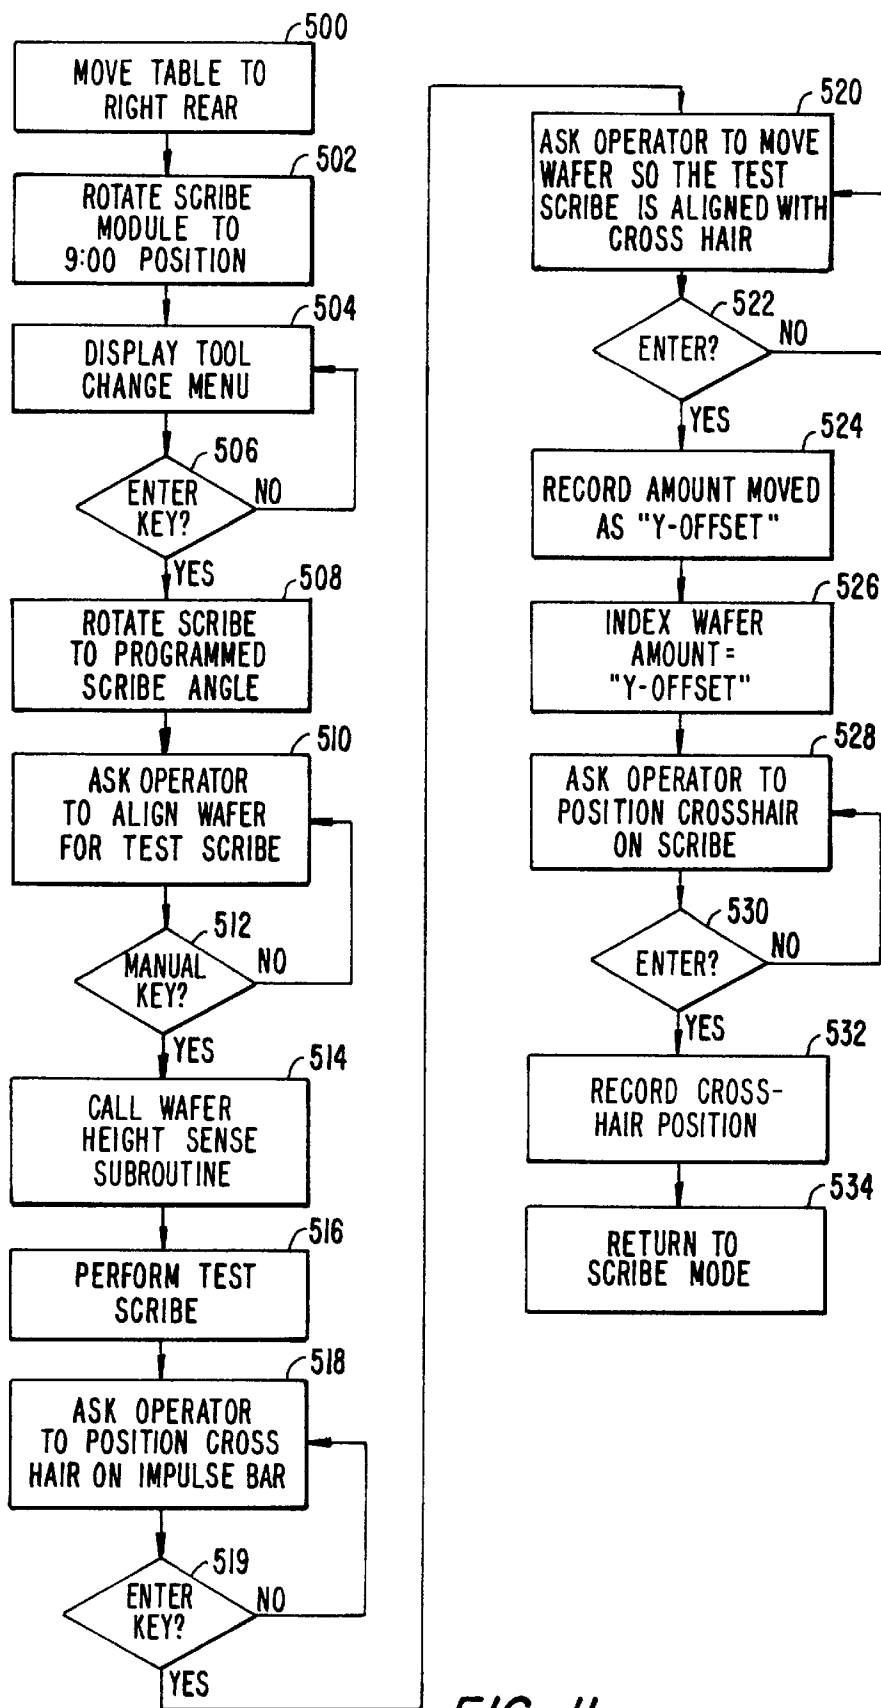 500
MOVE TABLE TO
RIGHT REAR
502
ROTATE SCRIBE
MODULE TO
9:00 POSITION
504
DISPLAY TOOL
CHANGE MENU
506
ENTER
KEY?
NO
YES
508
ROTATE SCRIBE
TO PROGRAMMED
SCRIBE ANGLE
510
ASK OPERATOR
TO ALIGN WAFER
FOR TEST SCRIBE
512
MANUAL
KEY?
NO
YES
514
CALL WAFER
HEIGHT SENSE
SUBROUTINE
516
PERFORM TEST
SCRIBE
518
ASK OPERATOR
TO POSITION CROSS
HAIR ON IMPULSE BAR
519
ENTER
KEY?
NO
YES
520
ASK OPERATOR TO MOVE
WAFER SO THE TEST
SCRIBE IS ALIGNED WITH
CROSS HAIR
522
ENTER?
NO
YES
524
RECORD AMOUNT MOVED
AS "Y-OFFSET"
526
INDEX WAFER
AMOUNT=
"Y-OFFSET"
528
ASK OPERATOR TO
POSITION CROSSHAIR
ON SCRIBE
530
ENTER?
NO
YES
532
RECORD CROSS-
HAIR POSITION
534
RETURN TO
SCRIBE MODE